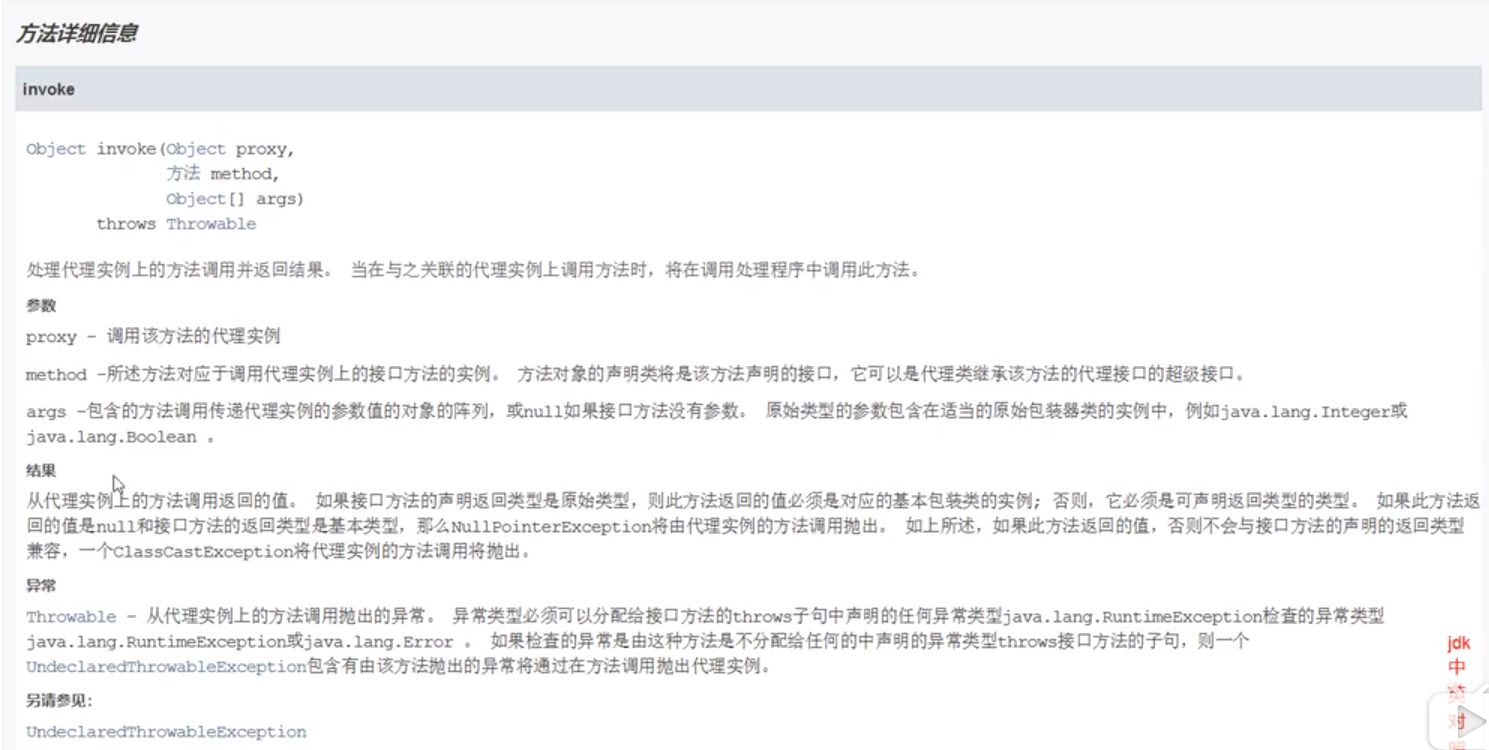 方法详细信息
invoke
Object invoke(Object proxy,
方法 method,
Object[] args)
throws Throwable
处理代理实例上的方法调用并返回结果。 当在与之关联的代理实例上调用方法时，将在调用处理程序中调用此方法。
参数
proxy - 调用该方法的代理实例
method -所述方法对应于调用代理实例上的接口方法的实例。 方法对象的声明类将是该方法声明的接口，它可以是代理类继承该方法的代理接口的超级接口。
args -包含的方法调用传递代理实例的参数值的对象的阵列，或null如果接口方法没有参数。 原始类型的参数包含在适当的原始包装器类的实例中，例如java.lang.Integer或
java.lang.Boolean 。
结果
从代理实例上的方法调用返回的值。 如果接口方法的声明返回类型是原始类型，则此方法返回的值必须是对应的基本包装类的实例；否则，它必须是可声明返回类型的类型。 如果此方法返
回的值是null和接口方法的返回类型是基本类型，那么NullPointerException将由代理实例的方法调用抛出。 如上所述，如果此方法返回的值，否则不会与接口方法的声明的返回类型
兼容，一个ClassCastException将代理实例的方法调用将抛出。
异常
Throwable - 从代理实例上的方法调用抛出的异常。 异常类型必须可以分配给接口方法的throws子句中声明的任何异常类型java.lang.RuntimeException检查的异常类型
java.lang.RuntimeException或java.lang.Error 。 如果检查的异常是由这种方法是不分配给任何的中声明的异常类型throws接口方法的子句，则一个
UndeclaredThrowableException包含有由该方法抛出的异常将通过在方法调用抛出代理实例。
另请参见：
UndeclaredThrowableException
jdk
中
英
对
照